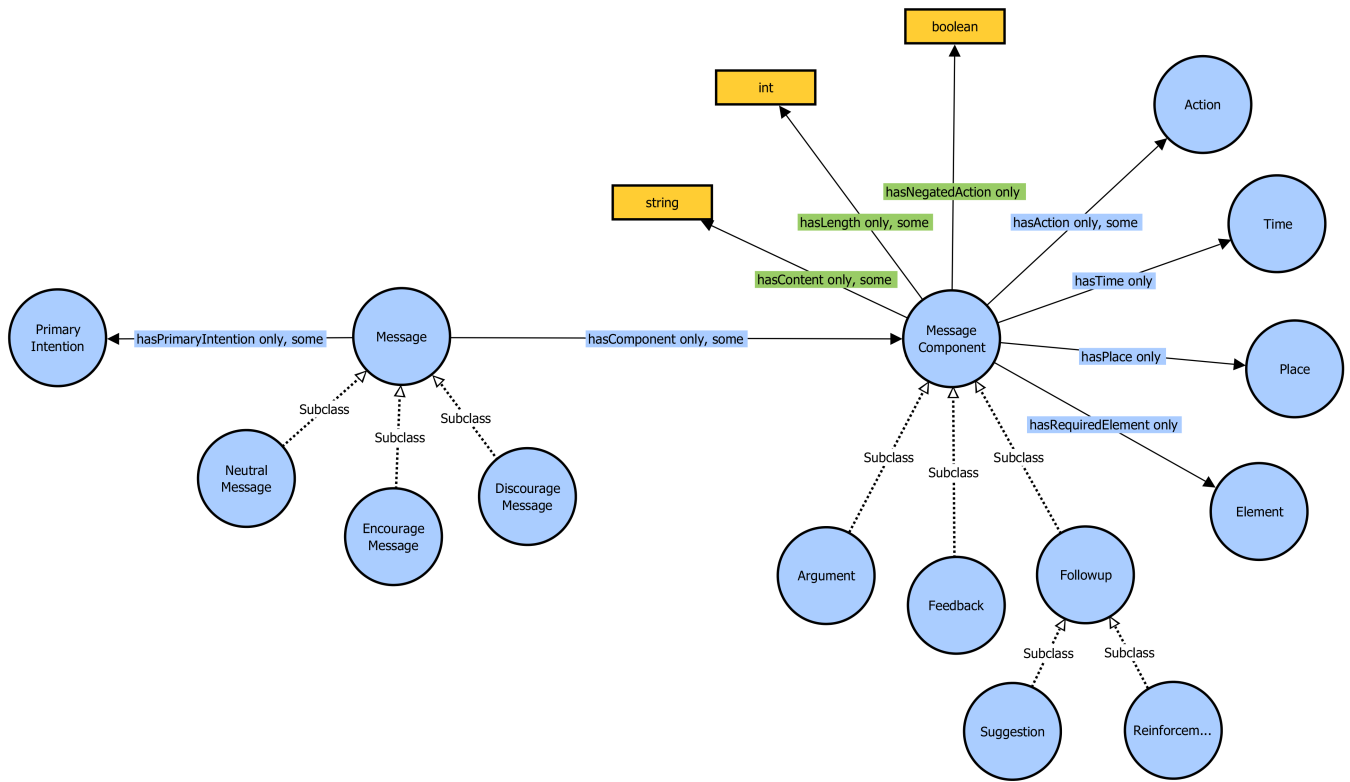 boolean
int
Action
string
hasNegatedAction only
hasLength only, some
hasAction only, some
Time
hasContent only, some
hasTime only
Primary
Intention
hasPrimaryIntention only, some
Message
hasComponent only, some
Message
Component
hasPlace only
Place
Subclass
Subclass
Subclass
hasRequiredElement only
Neutral
Message
Encourage
Message
Discourage
Message
Subclass
Subclass
Subclass
Element
Argument
Feedback
Followup
Subclass
Subclass
Suggestion
Reinforcem...